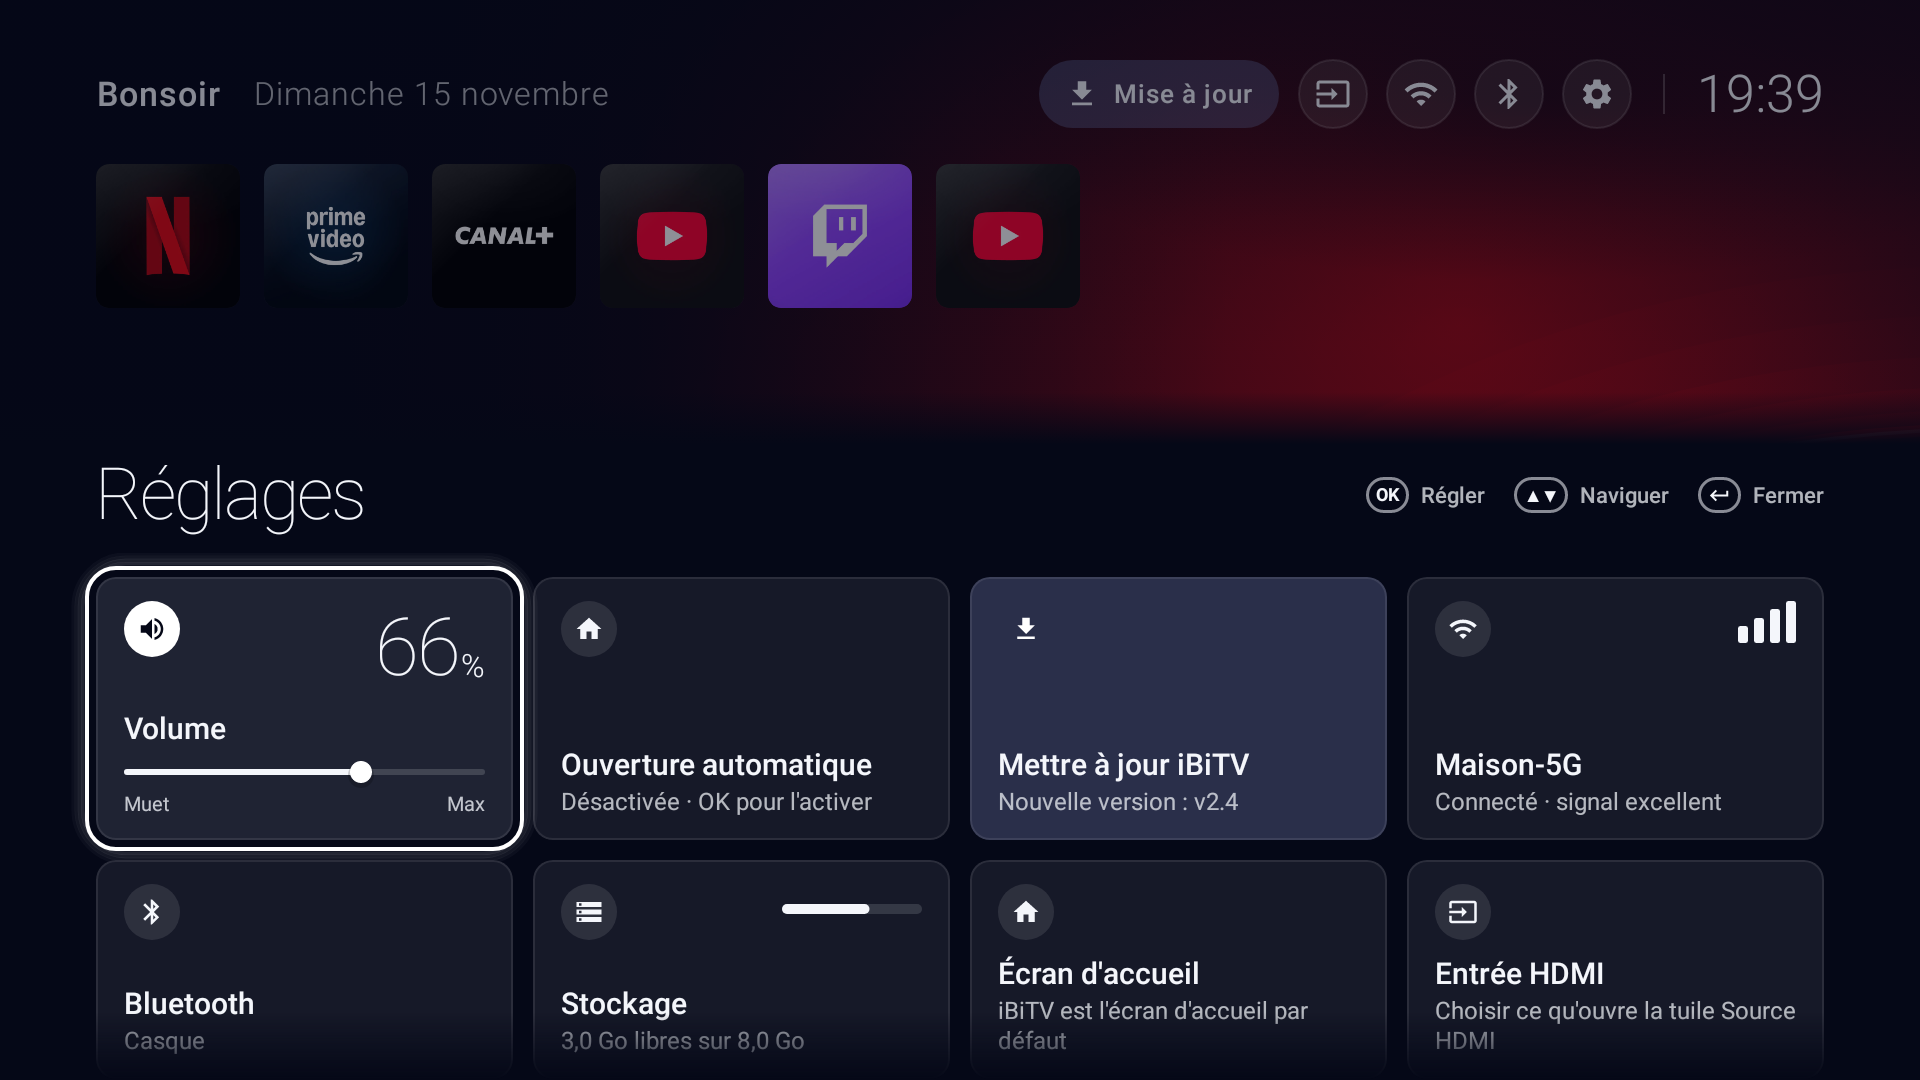 Bonsoir Dimanche 15 novembre
Mise à jour
19:39
prime video
CANAL+
Réglages
OK Régler
Naviguer
Fermer
66%
Volume
Muet Max
Ouverture automatique
Désactivée · OK pour l'activer
Mettre à jour iBiTV
Nouvelle version : v2.4
Maison-5G
Connecté · signal excellent
Bluetooth
Casque
Stockage
3,0 Go libres sur 8,0 Go
Écran d'accueil
iBiTV est l'écran d'accueil par
défaut
Entrée HDMI
Choisir ce qu'ouvre la tuile Source
HDMI